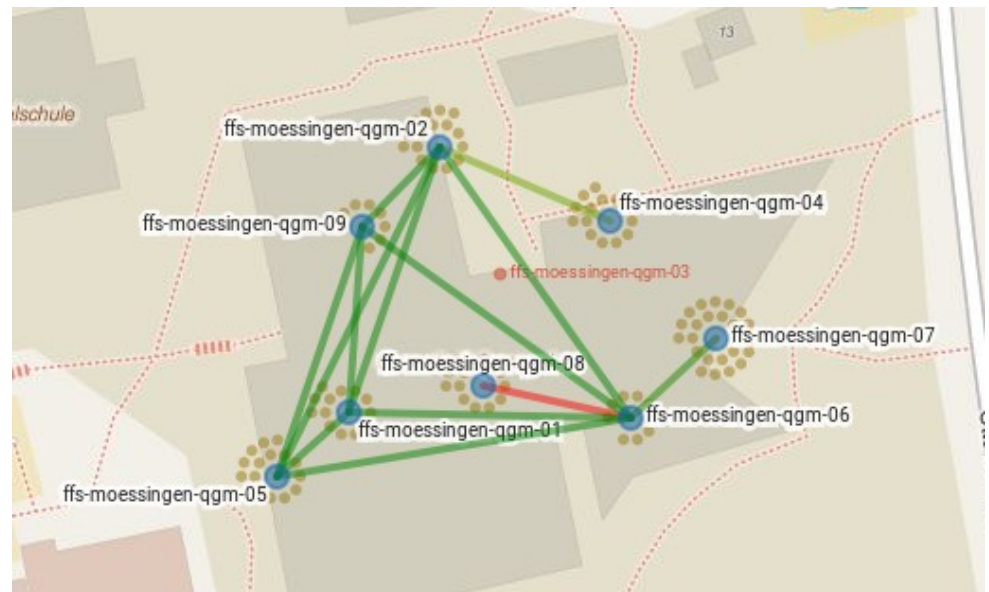 13
lschule
ffs-moessingen-qgm-02
ffs-moessingen-qgm-04
ffs-moessingen-qgm-09
ffs-moessingen-qgm-03
ffs-moessingen-qgm-07
ffs-moessingen-qgm-08
ffs-moessingen-qgm-06
ffs-moessingen-qgm-01
ffs-moessingen-qgm-05